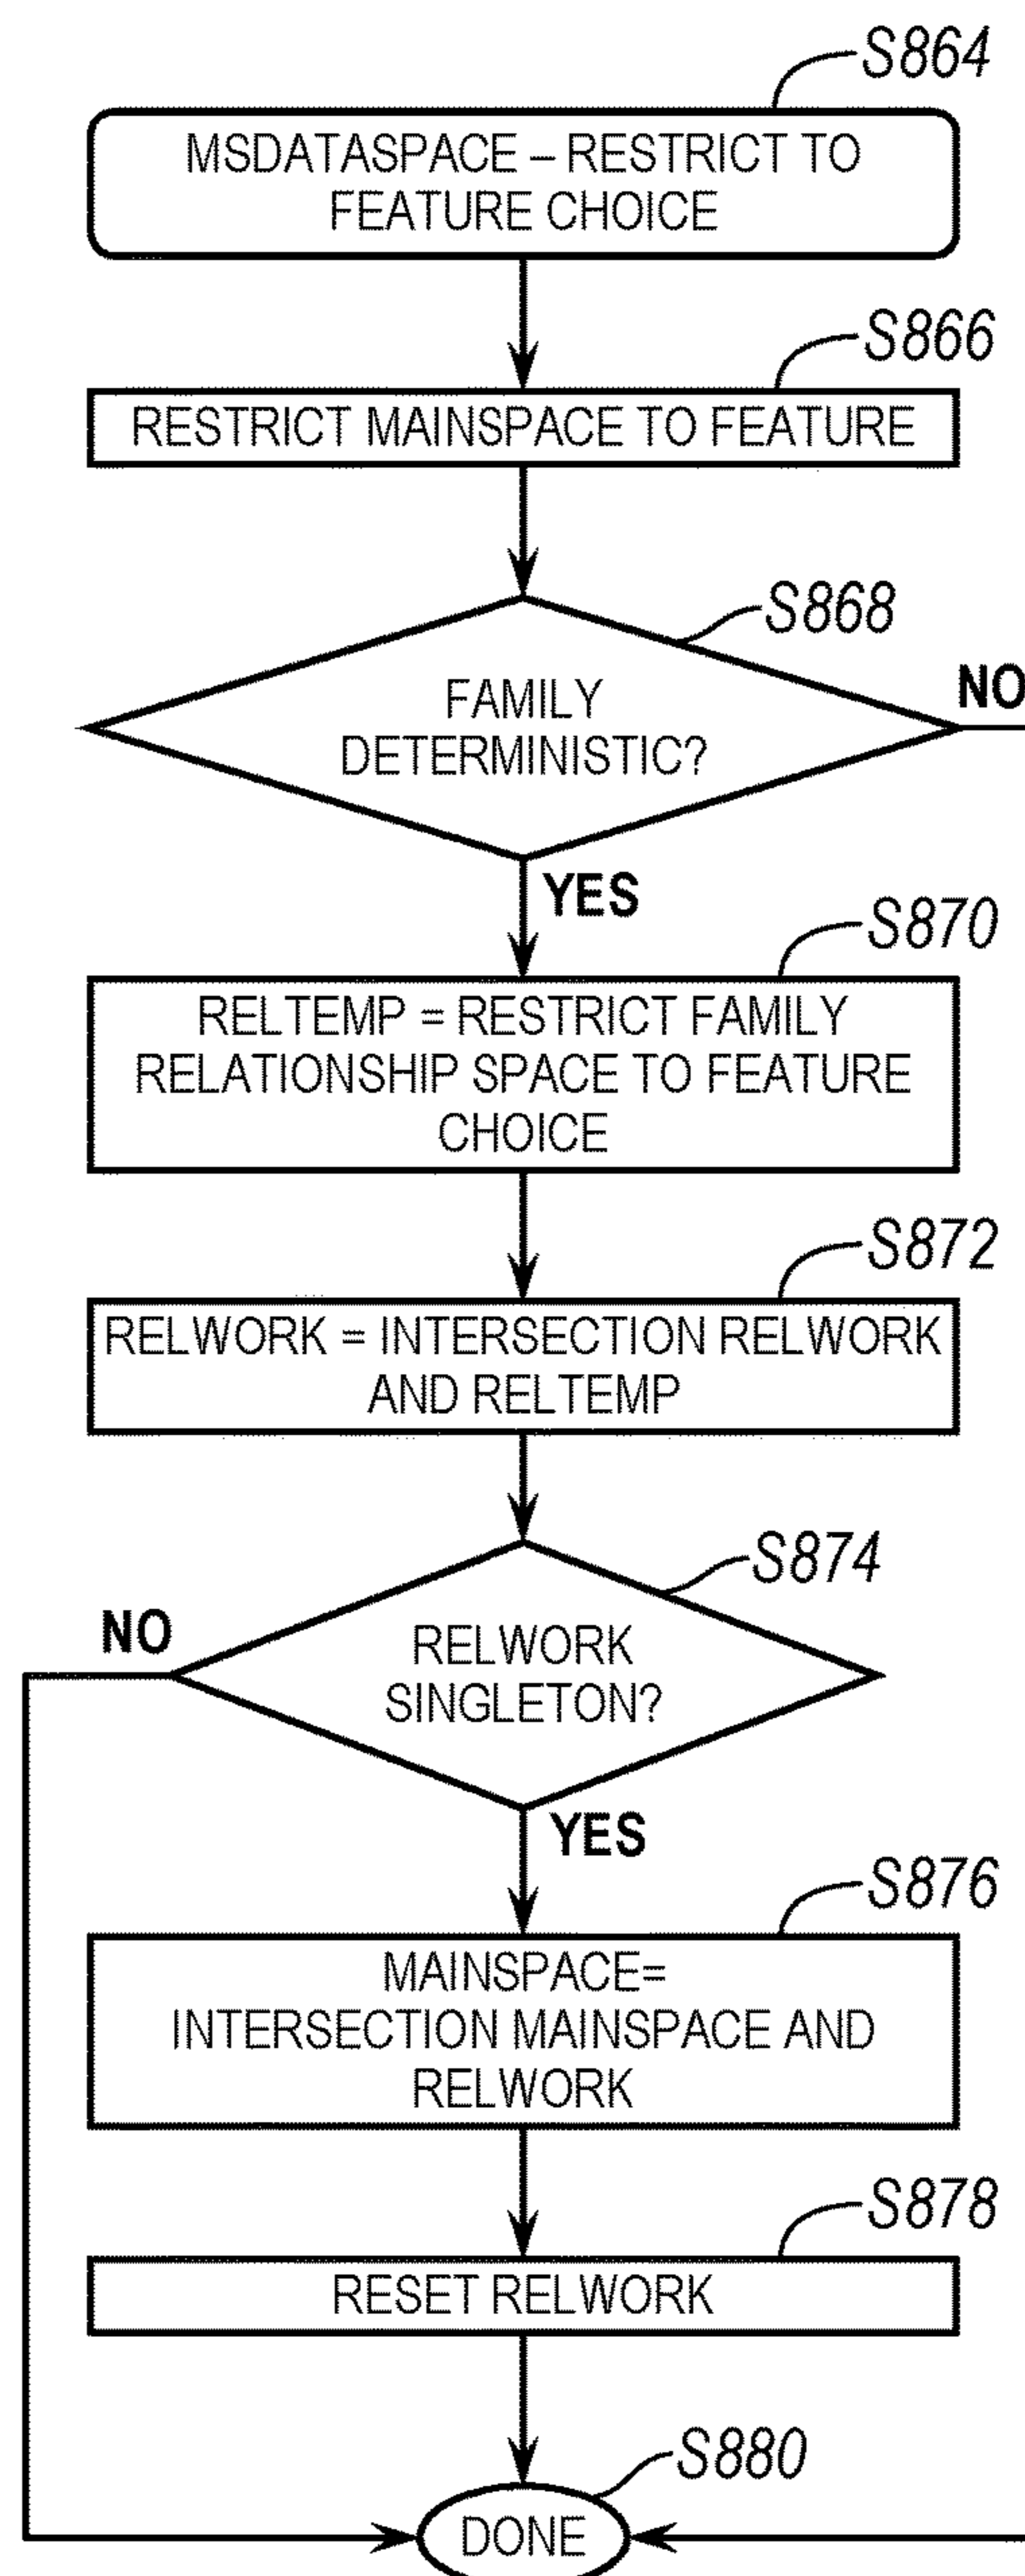 S864
MSDATASPACE – RESTRICT TO
FEATURE CHOICE
S866
RESTRICT MAINSPACE TO FEATURE
S868
FAMILY
DETERMINISTIC?
NO
YES
S870
RELTEMP = RESTRICT FAMILY
RELATIONSHIP SPACE TO FEATURE
CHOICE
S872
RELWORK = INTERSECTION RELWORK
AND RELTEMP
S874
NO
RELWORK
SINGLETON?
YES
S876
MAINSPACE=
INTERSECTION MAINSPACE AND
RELWORK
S878
RESET RELWORK
S880
DONE